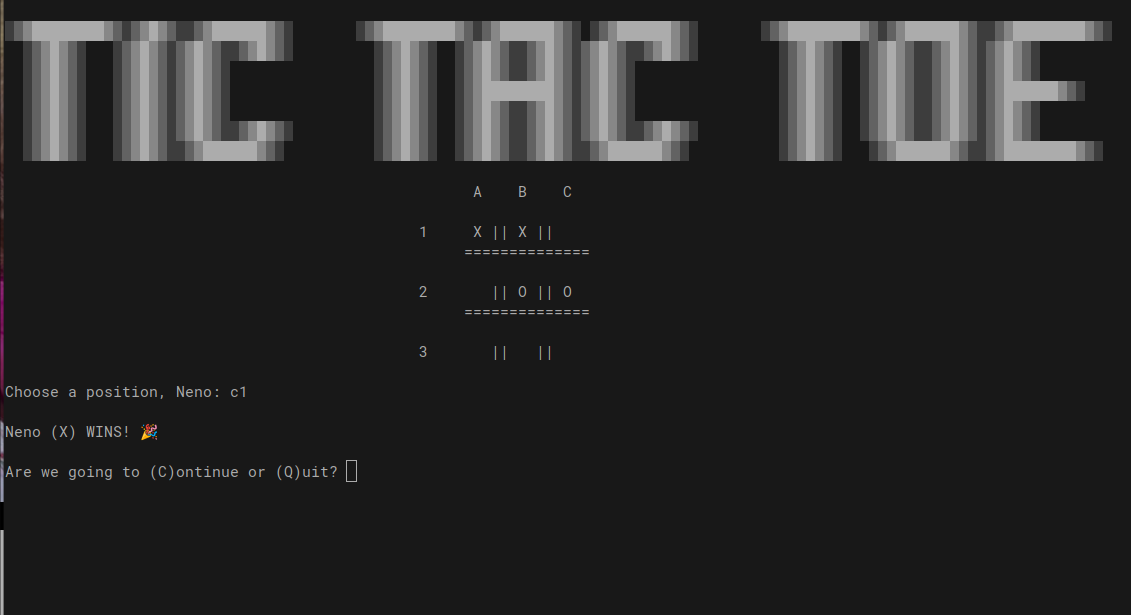 TIC TAC TOE
A B C
1 X || X ||
==============
2 || O || O
==============
3 || ||
Choose a position, Neno: c1
Neno (X) WINS! 🎉
Are we going to (C)ontinue or (Q)uit?